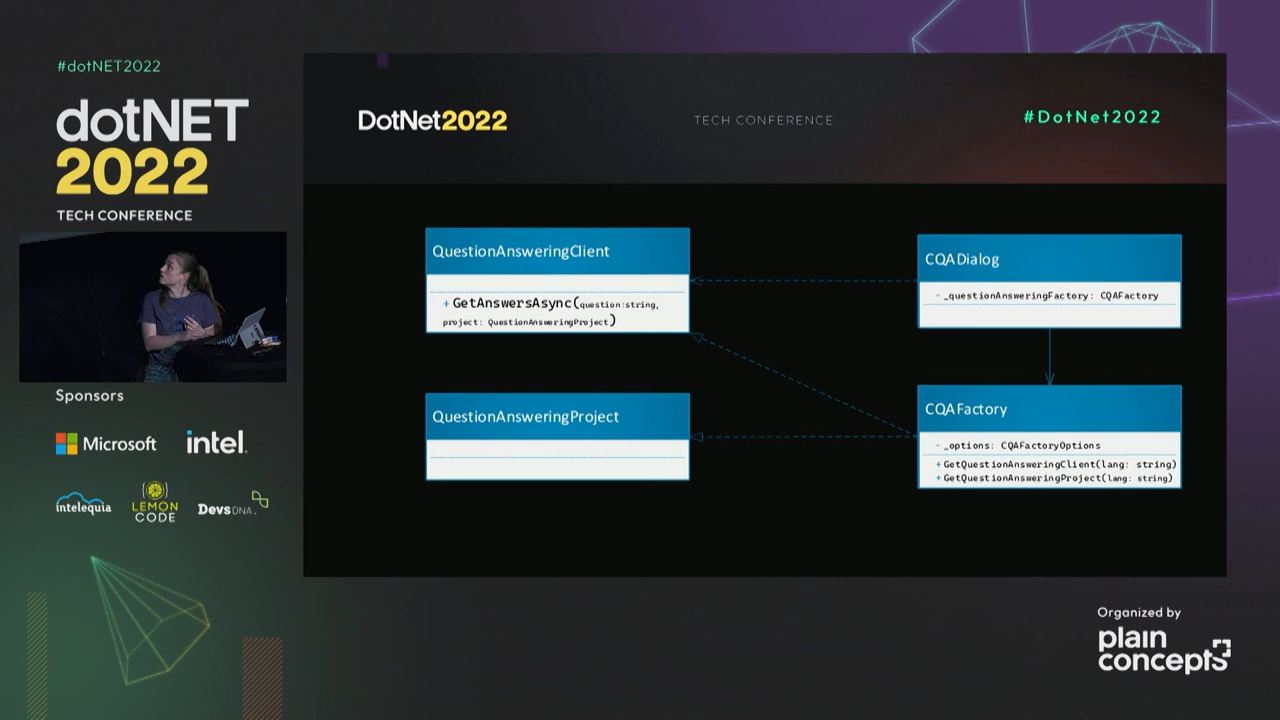 #dotNET2022
dotNET
2022
TECH CONFERENCE
Sponsors
Microsoft
intel.
intelequia
LEMON
CODE
DevsDNA_
DotNet2022
TECH CONFERENCE
#DotNet2022
QuestionAnsweringClient
+ GetAnswersAsync(question:string,
project: QuestionAnsweringProject)
QuestionAnsweringProject
CQADialog
- _questionAnsweringFactory: CQAFactory
CQAFactory
- _options: CQAFactoryOptions
+ GetQuestionAnsweringClient(lang: string)
+ GetQuestionAnsweringProject(lang: string)
Organized by
plain
concepts